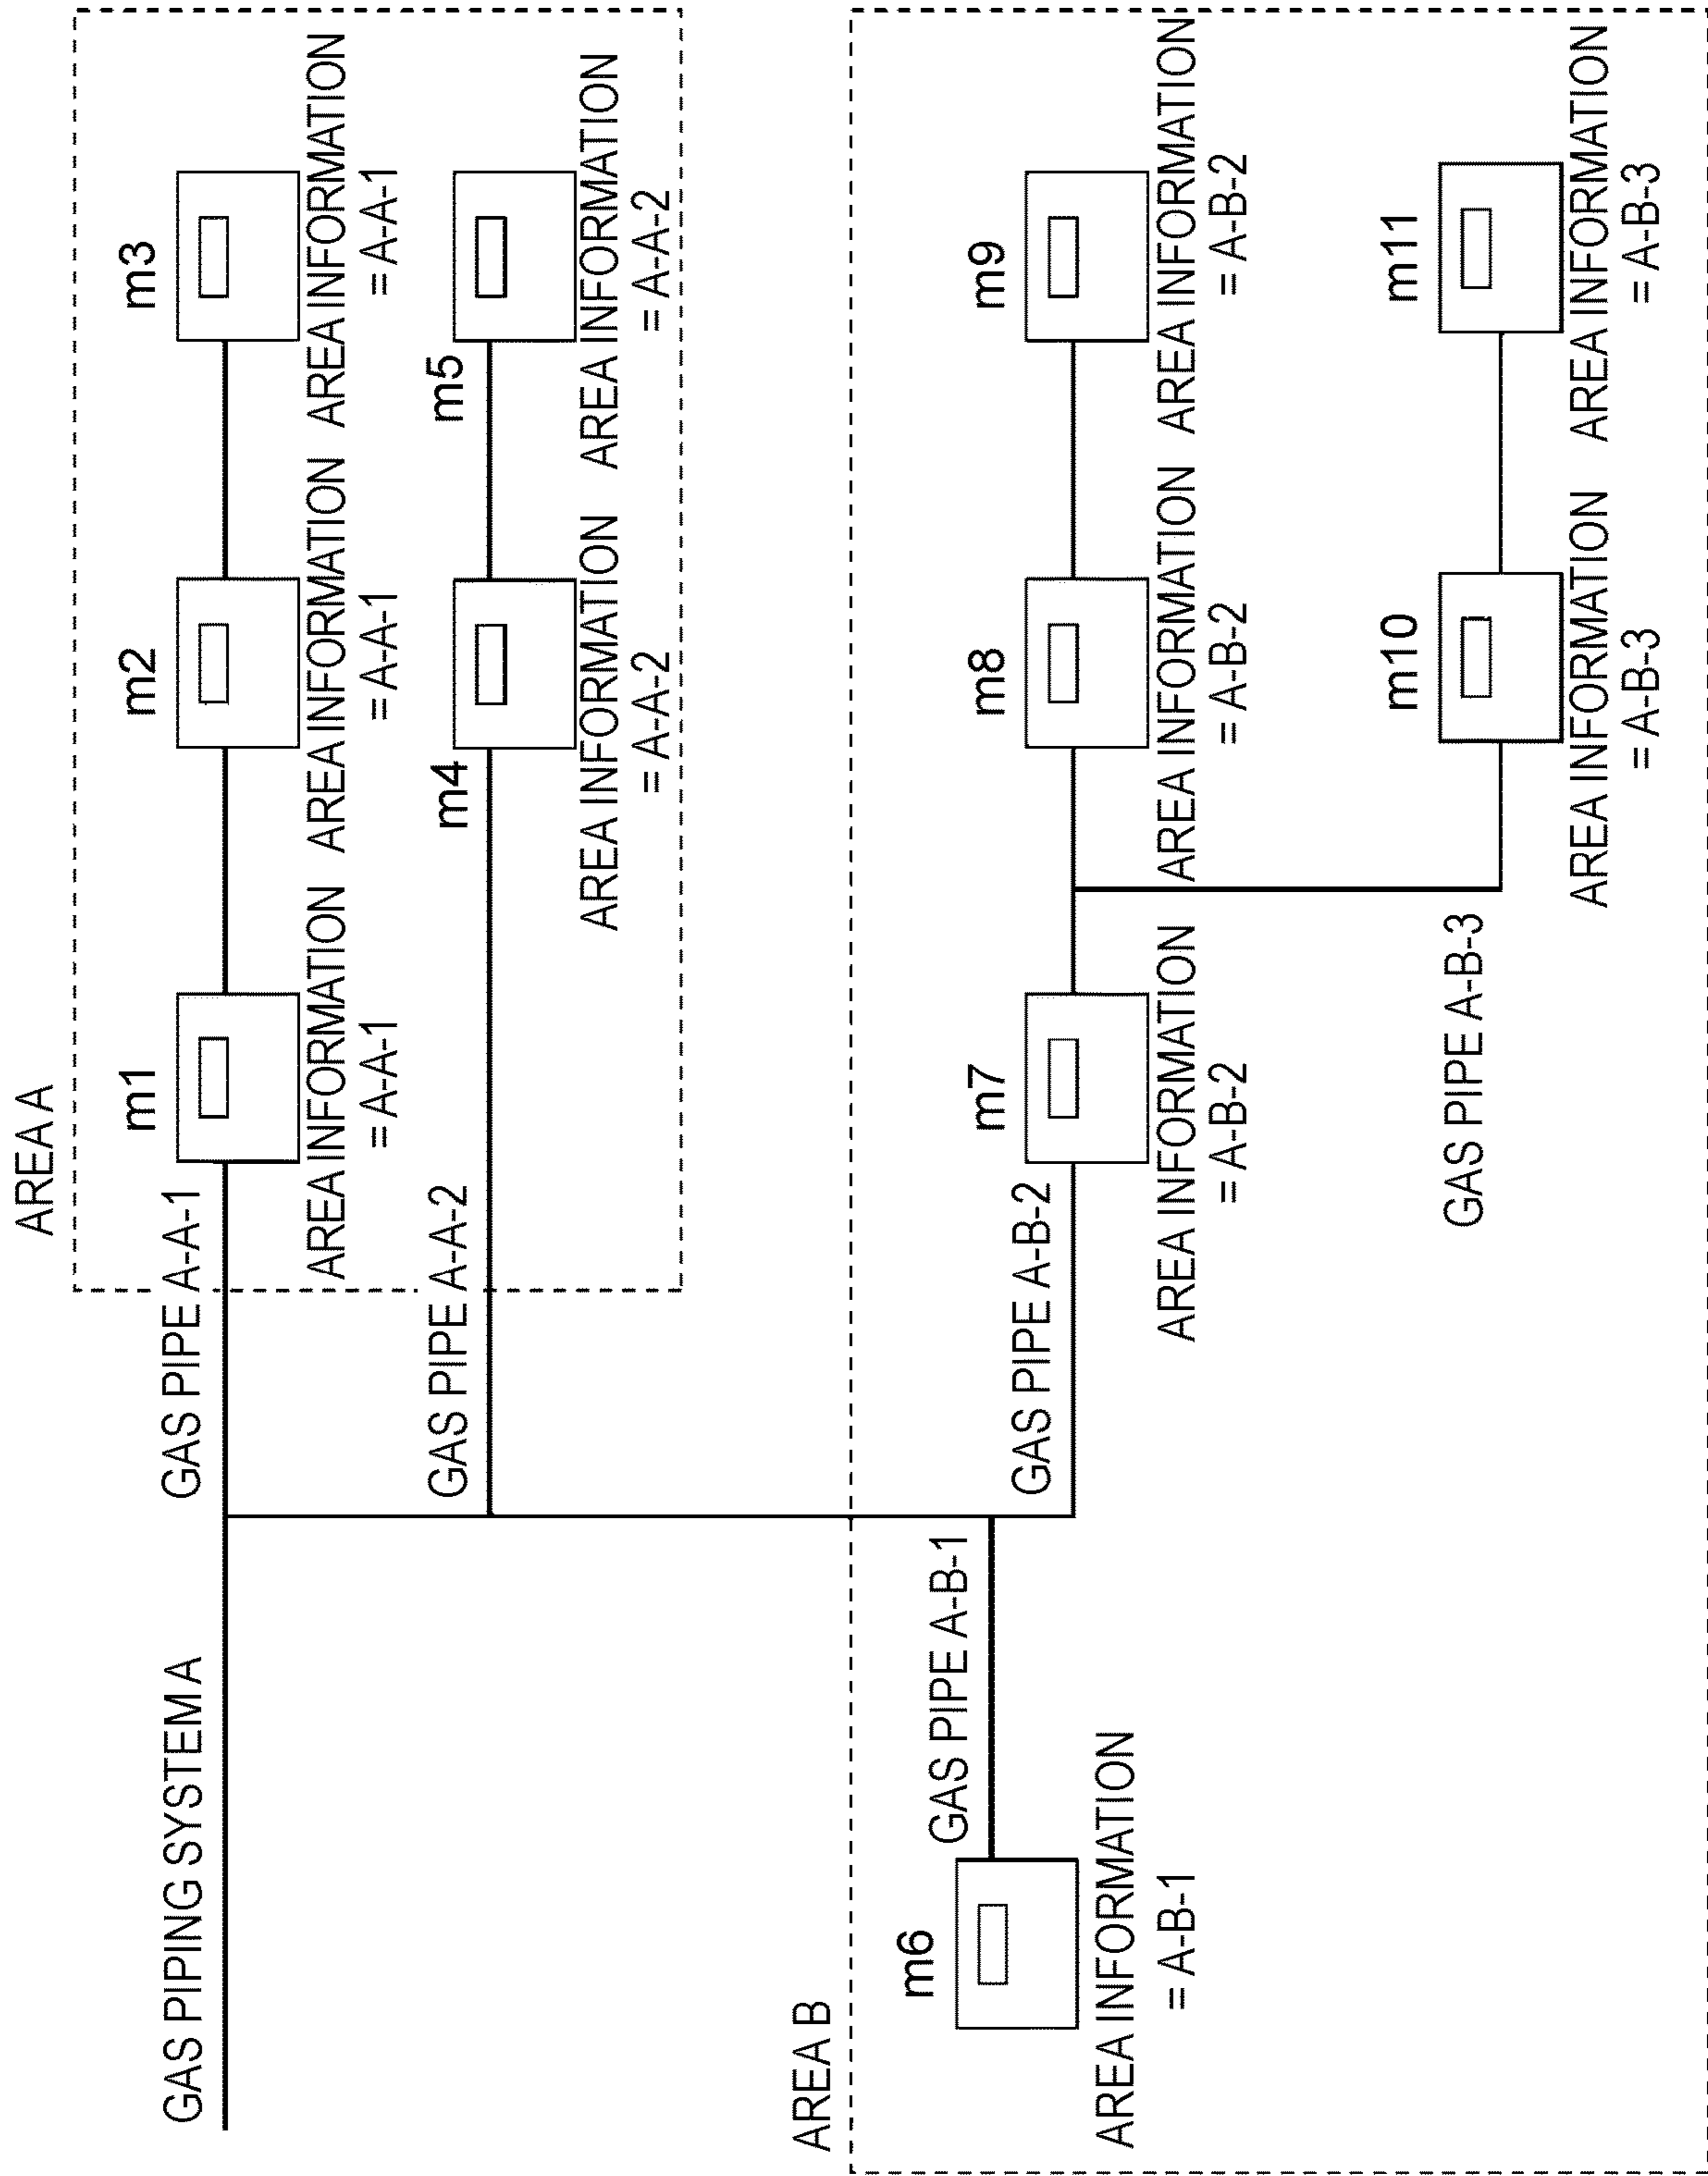 AREA A
GAS PIPING SYSTEM A
GAS PIPE A-A-1
m1
m2
m3
AREA INFORMATION
= A-A-1
AREA INFORMATION
= A-A-1
AREA INFORMATION
= A-A-1
GAS PIPE A-A-2
m4
m5
AREA INFORMATION
= A-A-2
AREA INFORMATION
= A-A-2
AREA B
m6
GAS PIPE A-B-1
AREA INFORMATION
= A-B-1
GAS PIPE A-B-2
m7
m8
m9
AREA INFORMATION
= A-B-2
AREA INFORMATION
= A-B-2
AREA INFORMATION
= A-B-2
GAS PIPE A-B-3
m10
m11
AREA INFORMATION
= A-B-3
AREA INFORMATION
= A-B-3